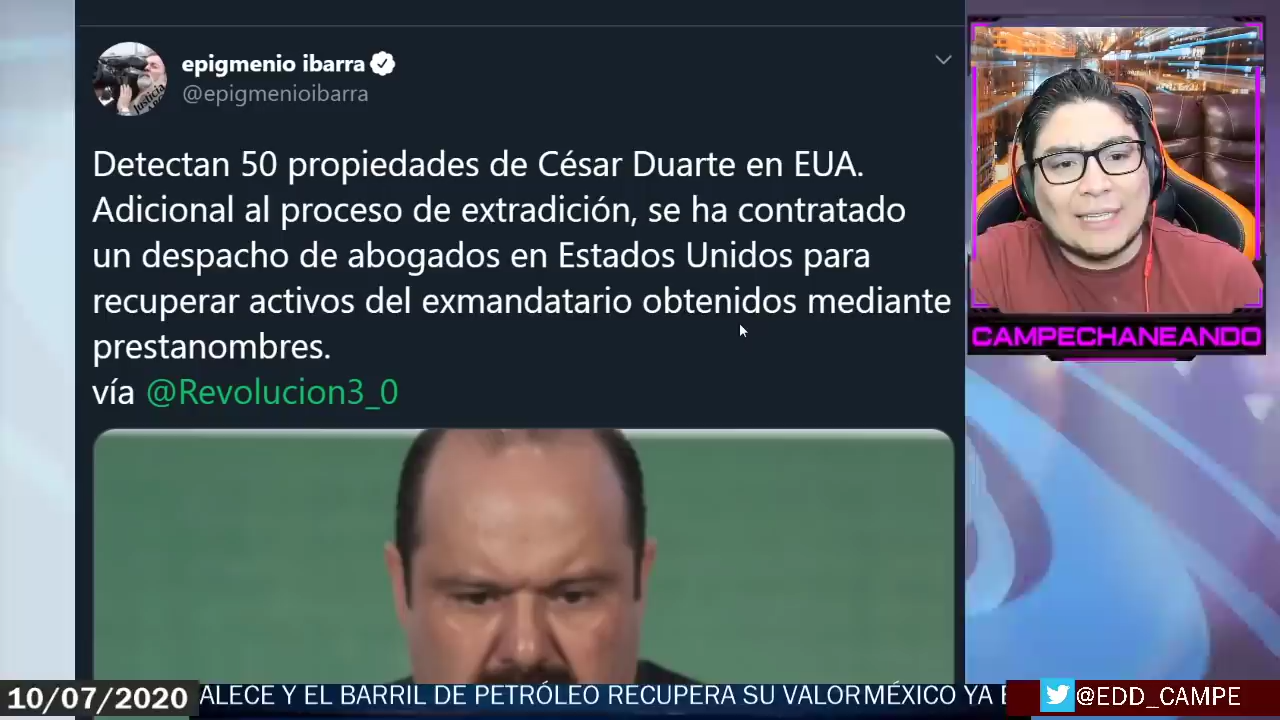 epigmenio ibarra
@epigmenioibarra
Detectan 50 propiedades de César Duarte en EUA.
Adicional al proceso de extradición, se ha contratado
un despacho de abogados en Estados Unidos para
recuperar activos del exmandatario obtenidos mediante
prestanombres.
vía @Revolucion3_0
CAMPECHANEANDO
10/07/2020
ALECE Y EL BARRIL DE PETRÓLEO RECUPERA SU VALOR MÉXICO YA
@EDD_CAMPE